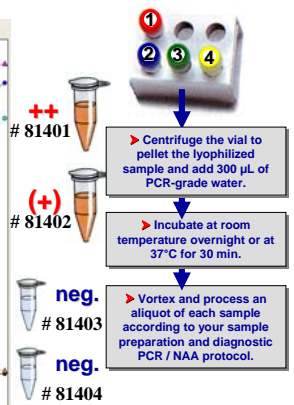 1
2 3 4
++
# 81401
(+)
# 81402
neg.
# 81403
neg.
# 81404
Centrifuge the vial to
pellet the lyophilized
sample and add 300 µL of
PCR-grade water.
Incubate at room
temperature overnight or at
37°C for 30 min.
Vortex and process an
aliquot of each sample
according to your sample
preparation and diagnostic
PCR / NAA protocol.